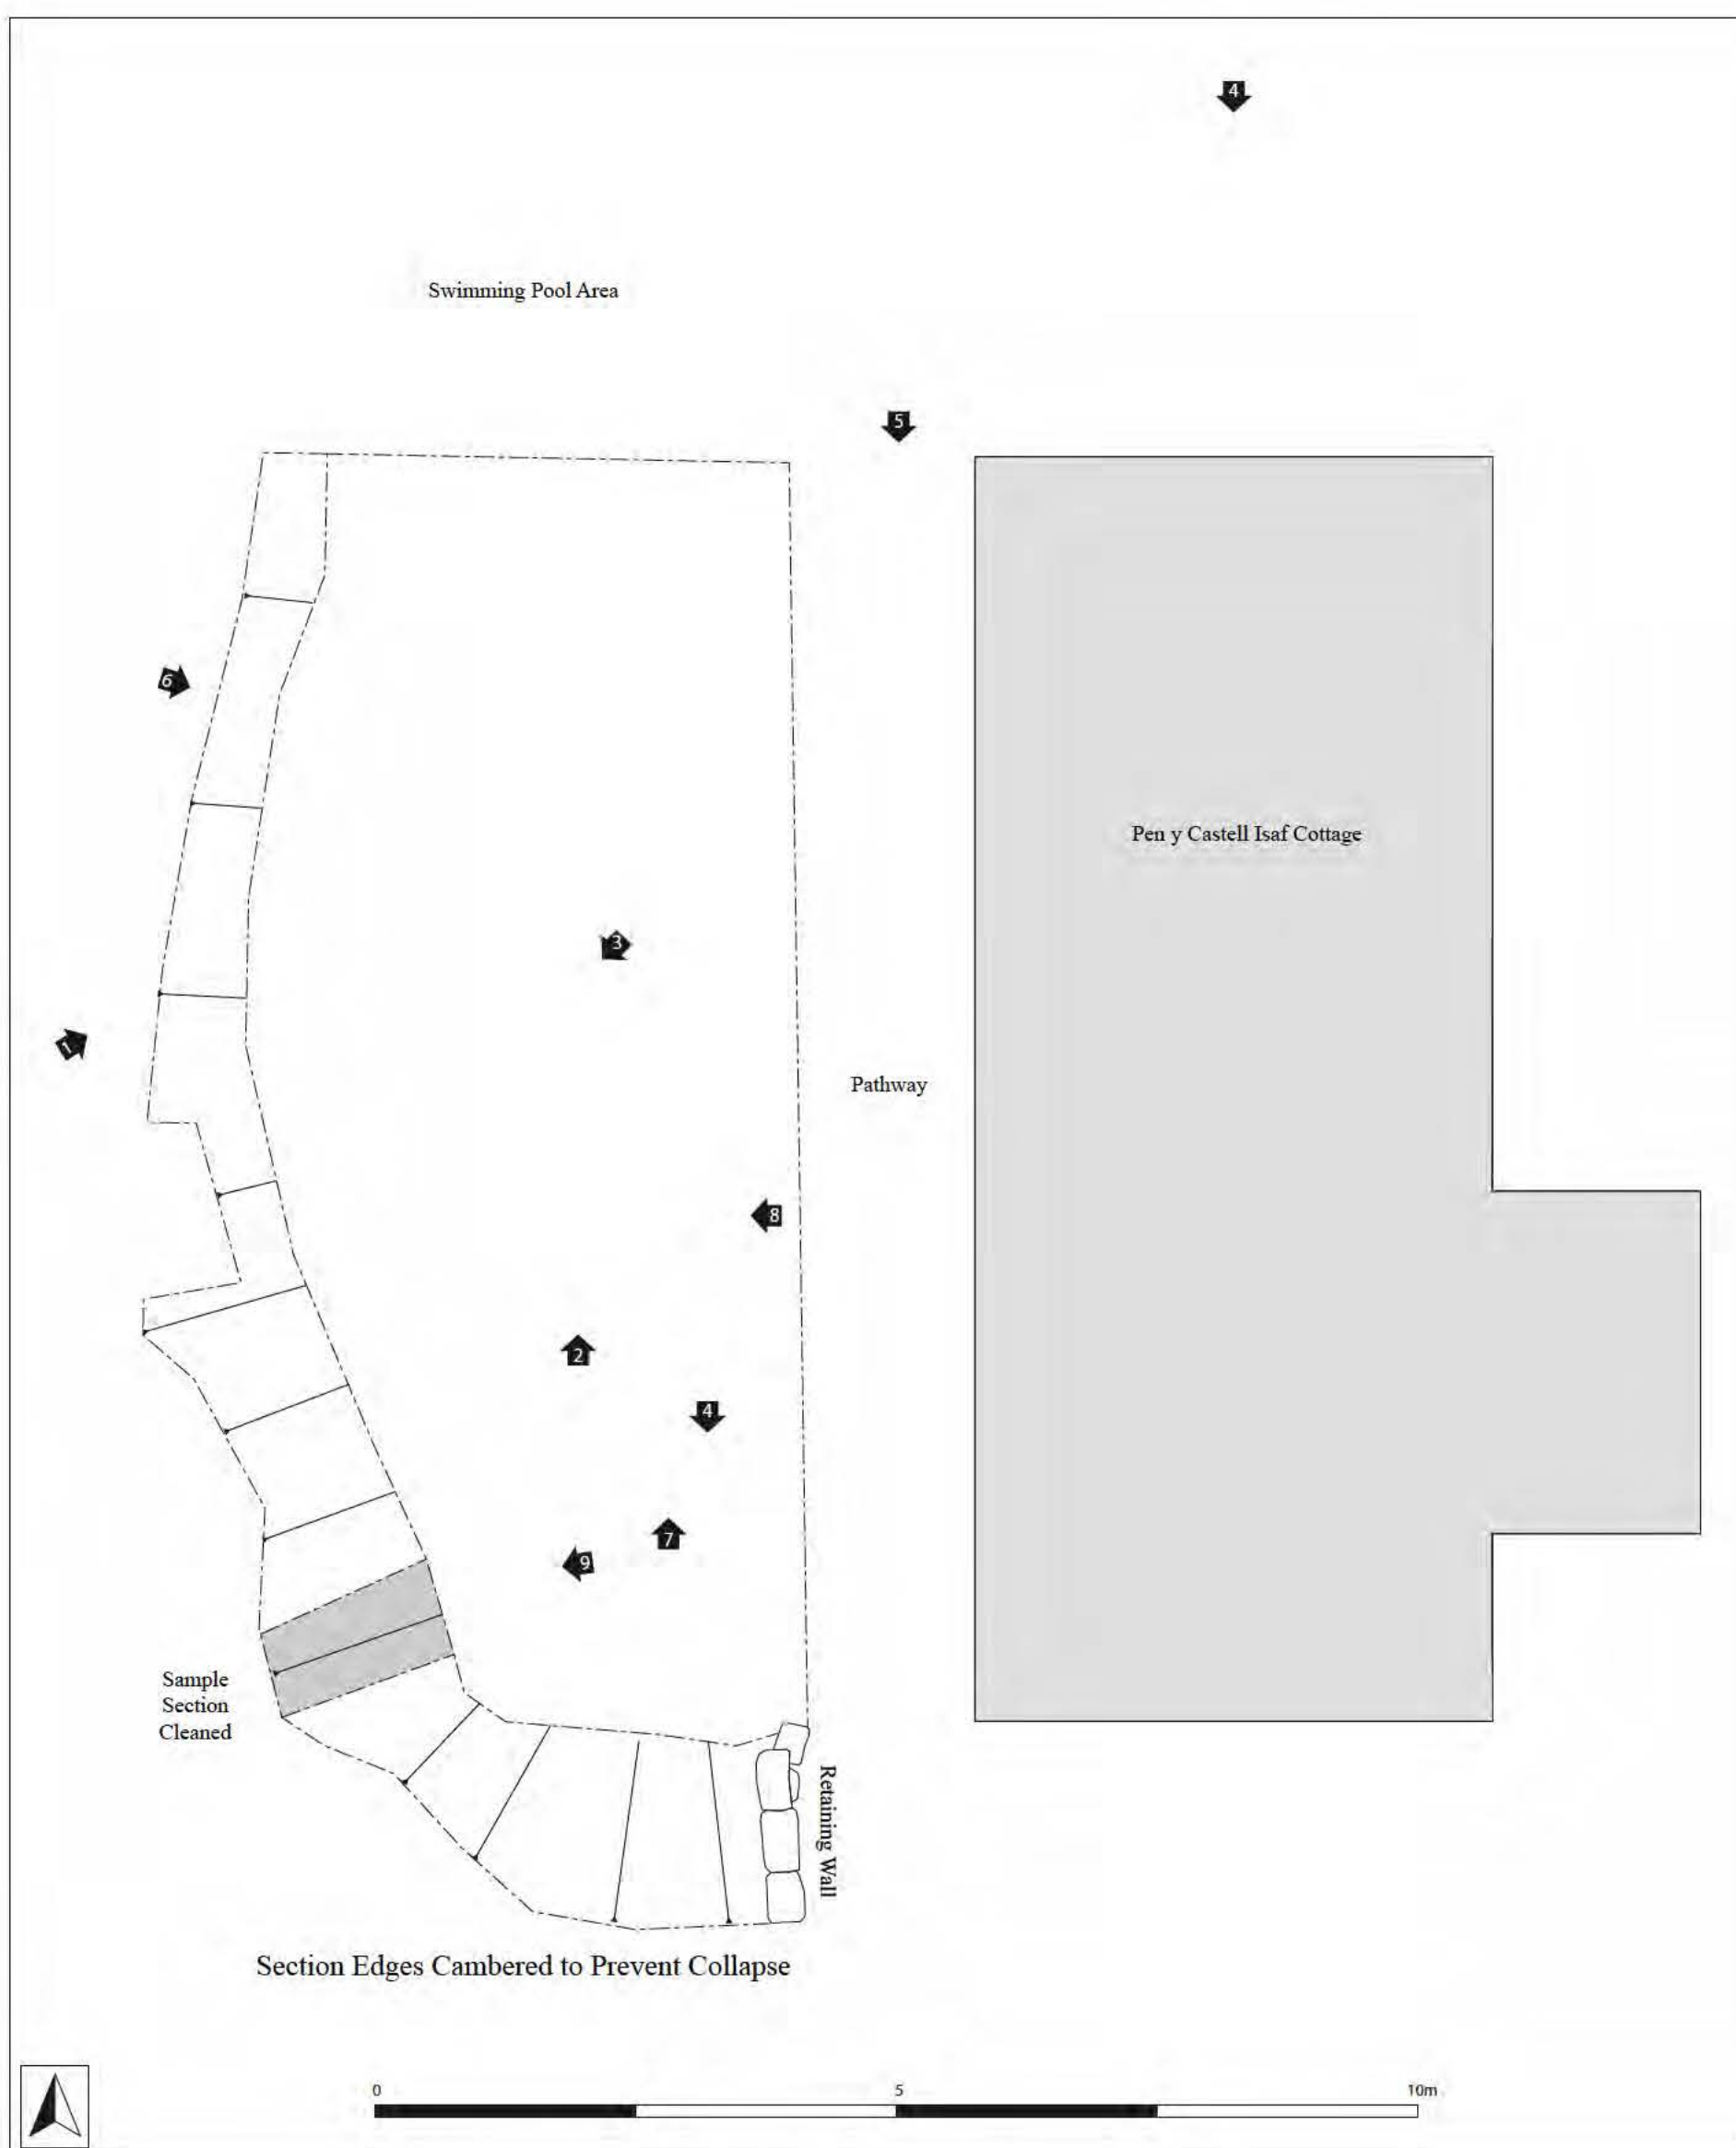 4
Swimming Pool Area
5
6
Pen y Castell Isaf Cottage
3
1
Pathway
8
2
4
7
9
Sample
Section
Cleaned
Retaining Wall
Section Edges Cambered to Prevent Collapse
0 5 10m